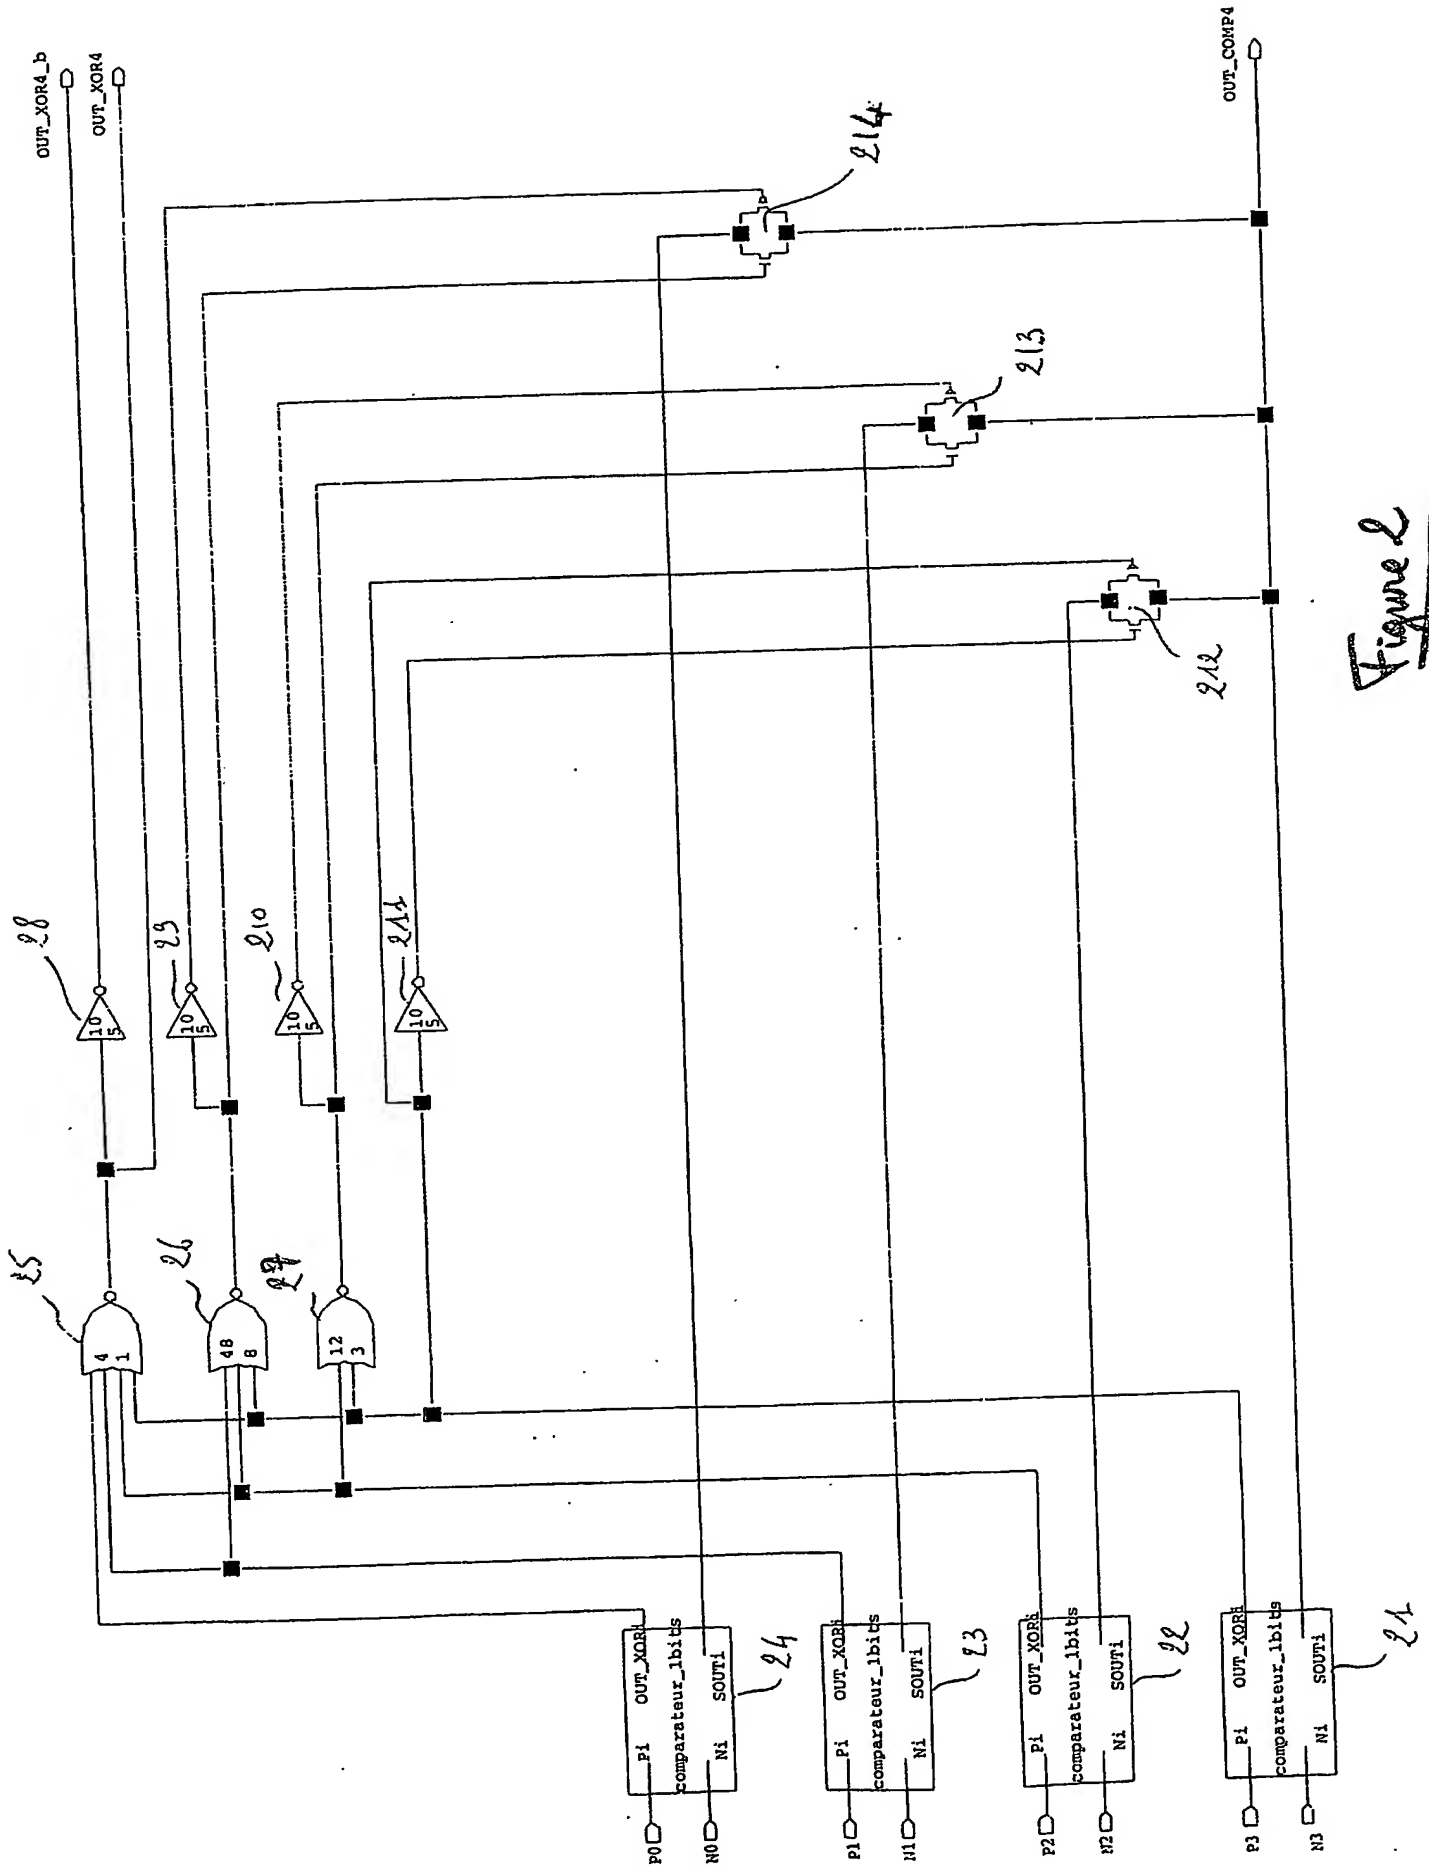 OUT_XOR4_b
OUT_XOR4
OUT_COMP4
214
213
212
28
10
5
29
10
5
210
10
5
211
10
5
25
4
1
26
48
8
27
12
3
P0
N0
Pi
OUT_XORi
comparateur_1bits
Ni
SOUTi
24
P1
N1
Pi
OUT_XORi
comparateur_1bits
Ni
SOUTi
23
P2
N2
Pi
OUT_XORi
comparateur_1bits
Ni
SOUTi
22
P3
N3
Pi
OUT_XORi
comparateur_1bits
Ni
SOUTi
21
Figure 2